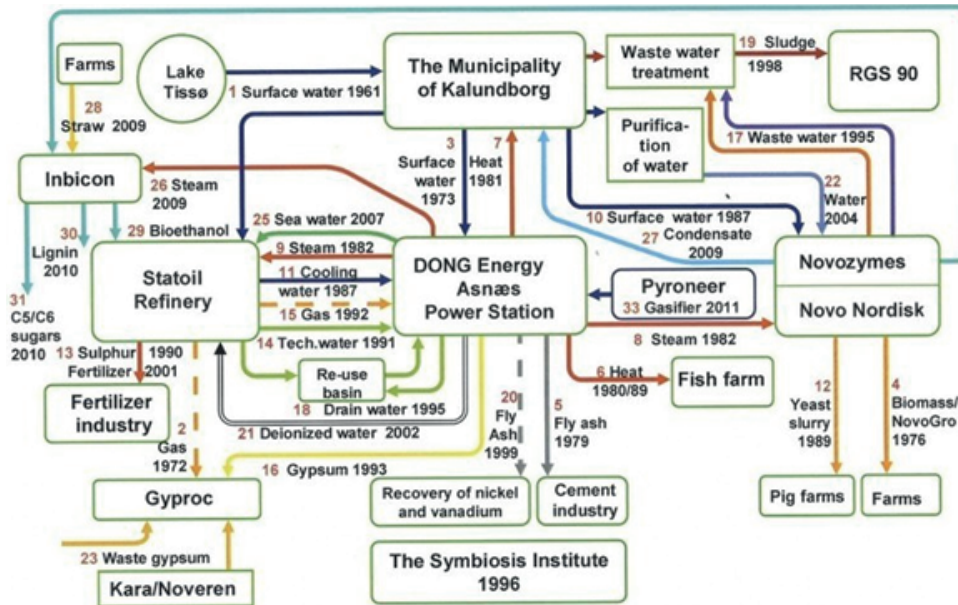 Farms
28
Straw 2009
Lake
Tissø
1 Surface water 1961
The Municipality
of Kalundborg
Waste water
treatment
19 Sludge
1998
RGS 90
Purifica-
tion
of water
17 Waste water 1995
3
Surface
water
1973
7
Heat
1981
22
Water
2004
10 Surface water 1987
27 Condensate
2009
Inbicon
26 Steam
2009
30
Lignin
2010
29 Bioethanol
31
C5/C6
sugars
2010
25 Sea water 2007
9 Steam 1982
11 Cooling
water 1987
15 Gas 1992
14 Tech.water 1991
Statoil
Refinery
DONG Energy
Asnæs
Power Station
Pyroneer
33 Gasifier 2011
Novozymes
Novo Nordisk
8 Steam 1982
13 Sulphur 1990
Fertilizer 2001
Fertilizer
industry
Re-use
basin
18 Drain water 1995
21 Deionized water 2002
2
Gas
1972
16 Gypsum 1993
20
Fly
Ash
1999
5
Fly ash
1979
6 Heat
1980/89
Fish farm
12
Yeast
slurry
1989
4
Biomass/
NovoGro
1976
Gyproc
Recovery of nickel
and vanadium
Cement
industry
Pig farms
Farms
23 Waste gypsum
Kara/Noveren
The Symbiosis Institute
1996